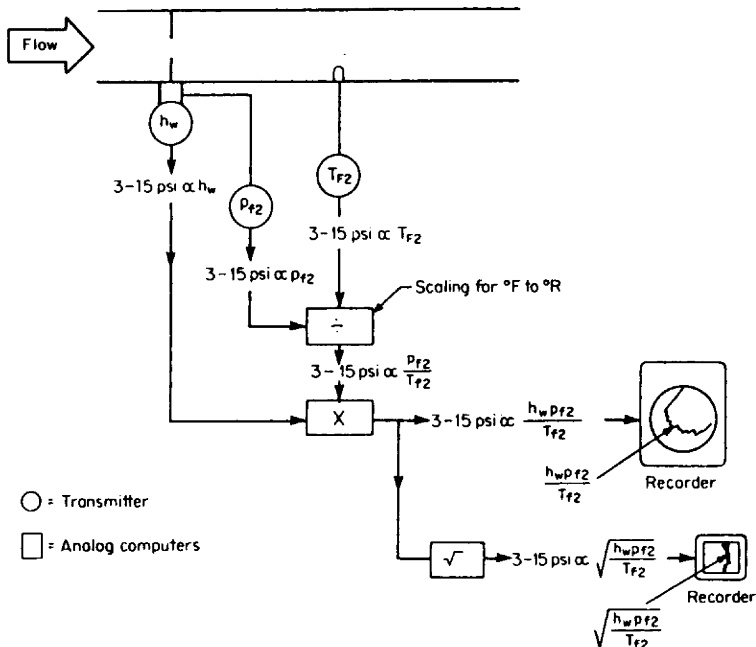 Flow
h_w
3-15 psi ∝ h_w
T_F2
P_f2
3-15 psi ∝ T_F2
3-15 psi ∝ p_f2
Scaling for °F to °R
÷
3-15 psi ∝ p_f2/T_f2
X
3-15 psi ∝ h_w p_f2/T_f2
h_w p_f2/T_f2
Recorder
○ = Transmitter
□ = Analog computers
√
3-15 psi ∝ √(h_w p_f2/T_f2)
Recorder
√(h_w p_f2/T_f2)